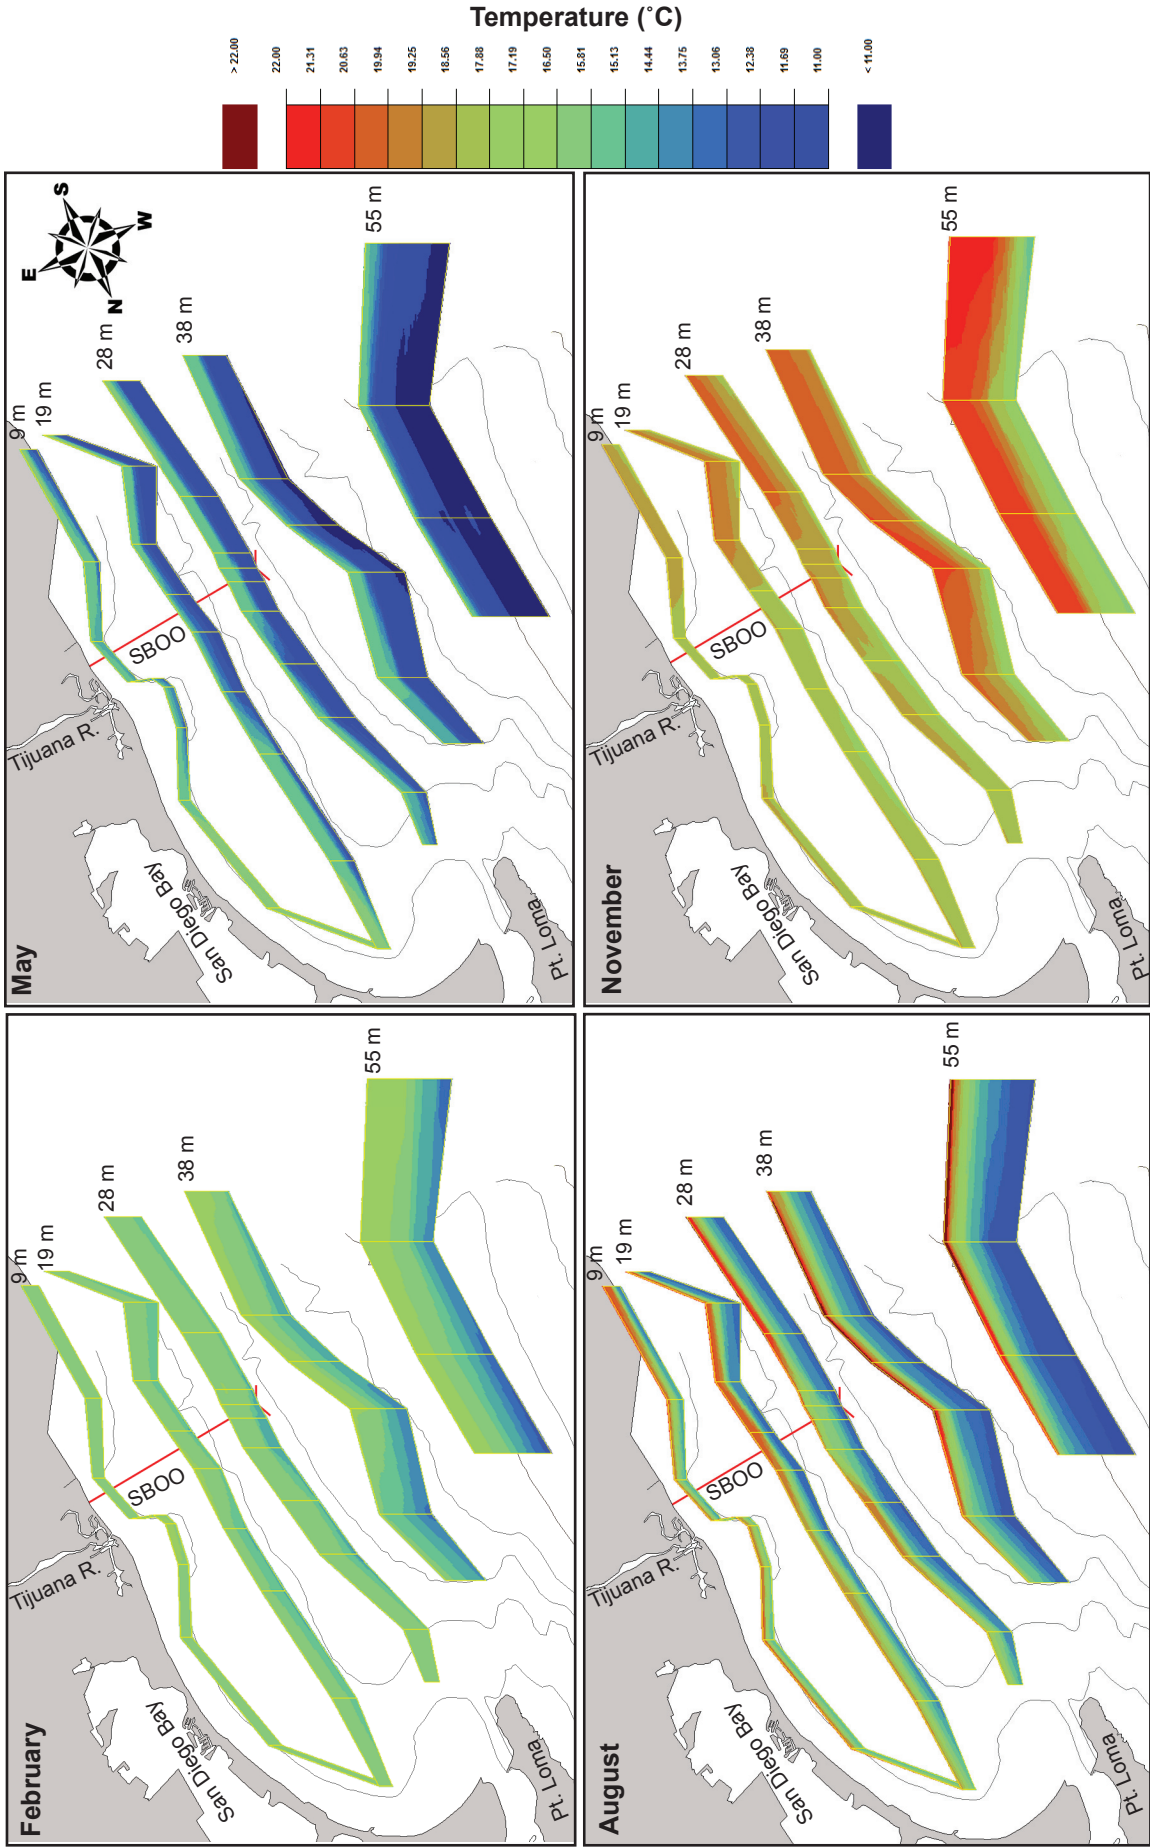 Temperature (˚C)
> 22.00
22.00
21.31
20.63
19.94
19.25
18.56
17.88
17.19
16.50
15.81
15.13
14.44
13.75
13.06
12.38
11.69
11.00
< 11.00
May
E
S
N
W
9 m
19 m
28 m
38 m
55 m
SBOO
Tijuana R.
San Diego Bay
Pt. Loma
November
9 m
19 m
28 m
38 m
55 m
SBOO
Tijuana R.
San Diego Bay
Pt. Loma
February
9 m
19 m
28 m
38 m
55 m
SBOO
Tijuana R.
San Diego Bay
Pt. Loma
August
9 m
19 m
28 m
38 m
55 m
SBOO
Tijuana R.
San Diego Bay
Pt. Loma